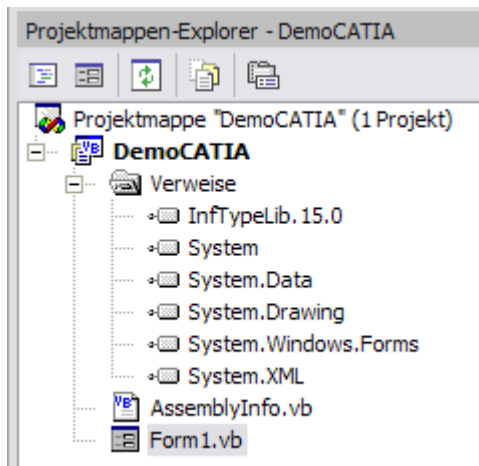 Projektmappen-Explorer - DemoCATIA
Projektmappe "DemoCATIA" (1 Projekt)
DemoCATIA
Verweise
InfTypeLib.15.0
System
System.Data
System.Drawing
System.Windows.Forms
System.XML
AssemblyInfo.vb
Form1.vb